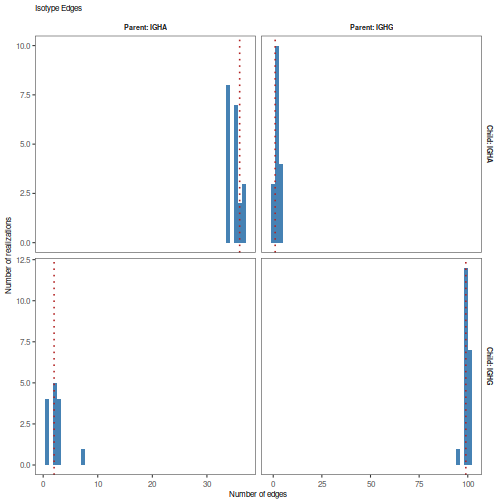 Isotype Edges
Parent: IGHA
Parent: IGHG
10.0
7.5
5.0
2.5
0.0
Child: IGHA
Number of realizations
12.5
10.0
7.5
5.0
2.5
0.0
Child: IGHG
0
10
20
30
0
25
50
75
100
Number of edges